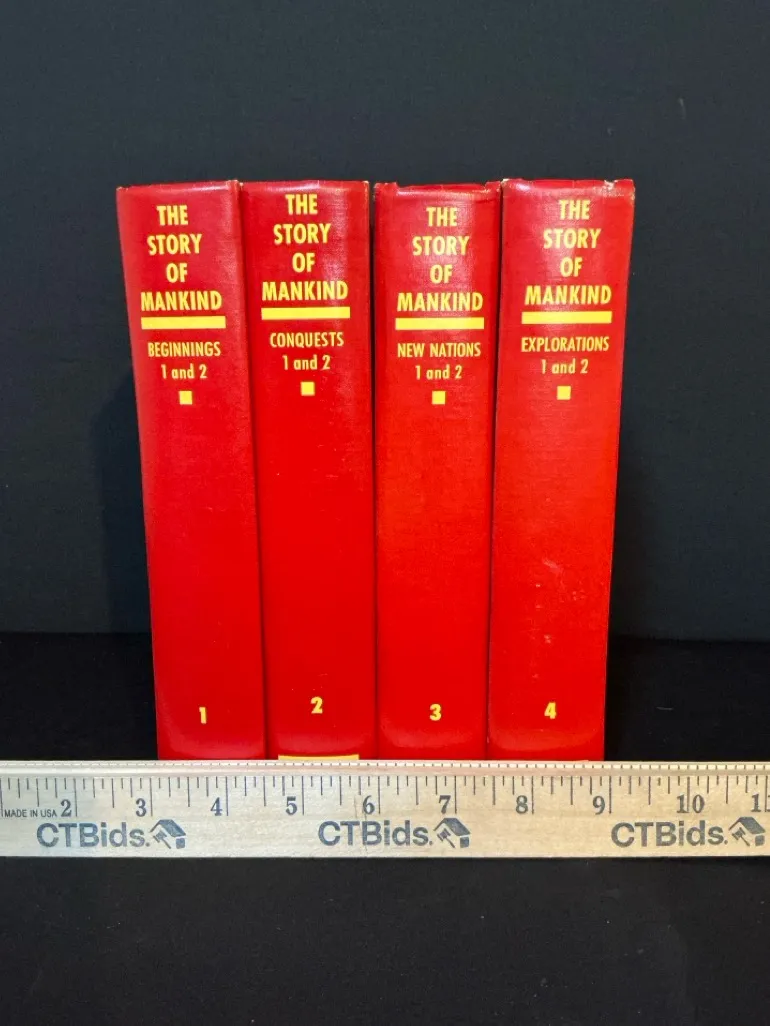 THE
STORY
OF
MANKIND
BEGINNINGS
1 and 2
1
THE
STORY
OF
MANKIND
CONQUESTS
1 and 2
2
THE
STORY
OF
MANKIND
NEW NATIONS
1 and 2
3
THE
STORY
OF
MANKIND
EXPLORATIONS
1 and 2
4
MADE IN USA 2 3 4 5 6 7 8 9 10
CTBids. CTBids. CTBids.